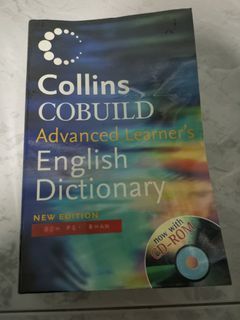 Collins
COBUILD
Advanced Learner's
English
Dictionary
NEW EDITION
now with
CD-ROM